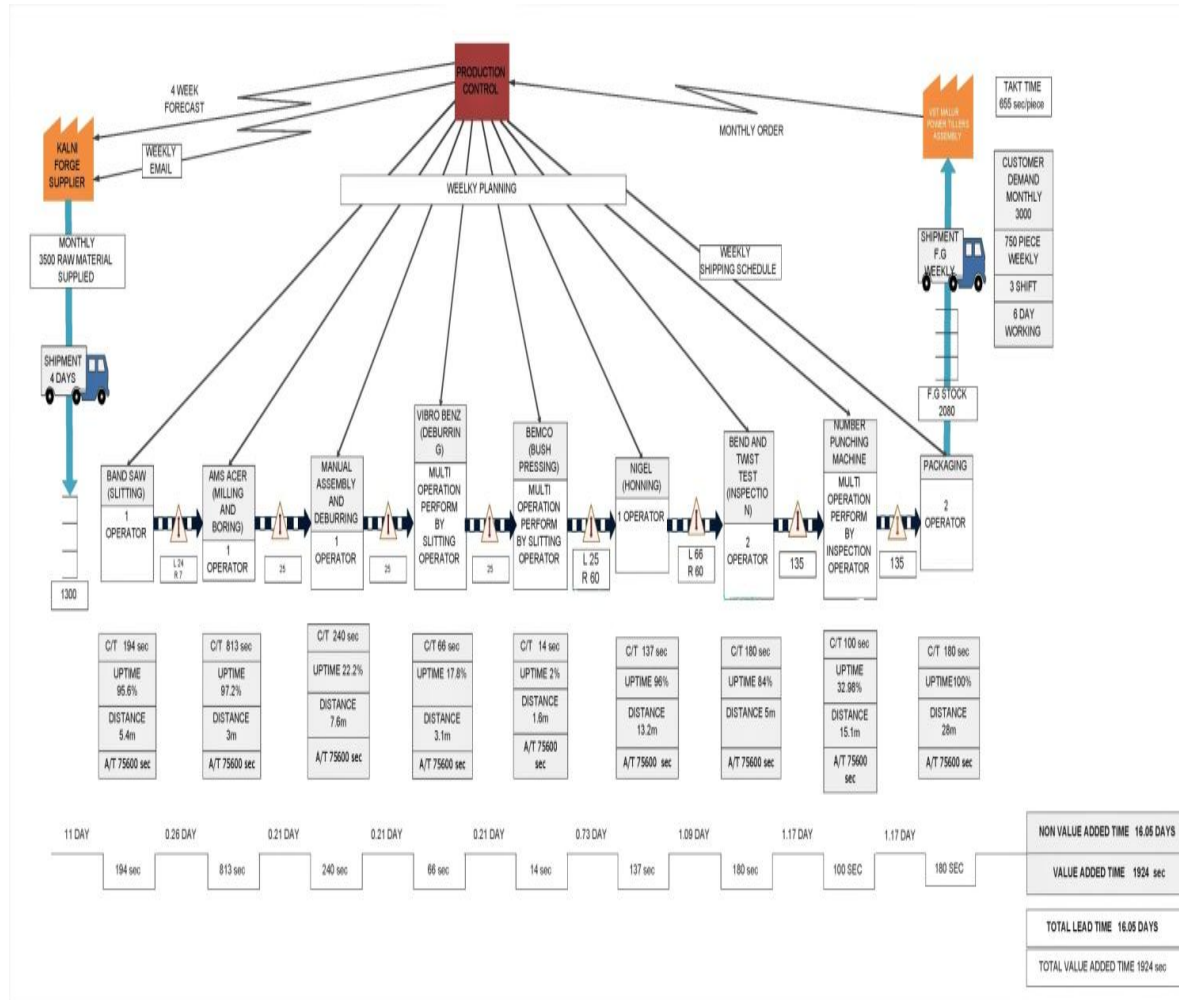 PRODUCTION
CONTROL
4 WEEK
FORECAST
KALNI
FORGE
SUPPLIER
WEEKLY
EMAIL
MONTHLY ORDER
VST MALUR
POWER TILLERS
ASSEMBLY
TAKT TIME
655 sec/piece
WEELKY PLANNING
CUSTOMER
DEMAND
MONTHLY
3000
750 PIECE
WEEKLY
3 SHIFT
6 DAY
WORKING
MONTHLY
3500 RAW MATERIAL
SUPPLIED
WEEKLY
SHIPPING SCHEDULE
SHIPMENT
F.G
WEEKLY
SHIPMENT
4 DAYS
F.G STOCK
2080
1300
BAND SAW
(SLITTING)
1
OPERATOR
L 24
R 7
AMS ACER
(MILLING
AND
BORING)
1
OPERATOR
25
MANUAL
ASSEMBLY
AND
DEBURRING
1
OPERATOR
25
VIBRO BENZ
(DEBURRIN
G)
MULTI
OPERATION
PERFORM
BY
SLITTING
OPERATOR
25
BEMCO
(BUSH
PRESSING)
MULTI
OPERATION
PERFORM
BY SLITTING
OPERATOR
L 25
R 60
NIGEL
(HONNING)
1 OPERATOR
L 66
R 60
BEND AND
TWIST
TEST
(INSPECTIO
N)
2
OPERATOR
135
NUMBER
PUNCHING
MACHINE
MULTI
OPERATION
PERFORM
BY
INSPECTION
OPERATOR
135
PACKAGING
2
OPERATOR
C/T 194 sec
UPTIME
95.6%
DISTANCE
5.4m
A/T 75600 sec
C/T 813 sec
UPTIME
97.2%
DISTANCE
3m
A/T 75600 sec
C/T 240 sec
UPTIME 22.2%
DISTANCE
7.6m
A/T 75600 sec
C/T 66 sec
UPTIME 17.8%
DISTANCE
3.1m
A/T 75600 sec
C/T 14 sec
UPTIME 2%
DISTANCE
1.6m
A/T 75600
sec
C/T 137 sec
UPTIME 96%
DISTANCE
13.2m
A/T 75600 sec
C/T 180 sec
UPTIME 84%
DISTANCE 5m
A/T 75600 sec
C/T 100 sec
UPTIME
32.98%
DISTANCE
15.1m
A/T 75600
sec
C/T 180 sec
UPTIME100%
DISTANCE
28m
A/T 75600 sec
11 DAY
0.26 DAY
0.21 DAY
0.21 DAY
0.21 DAY
0.73 DAY
1.09 DAY
1.17 DAY
1.17 DAY
194 sec
813 sec
240 sec
66 sec
14 sec
137 sec
180 sec
100 SEC
180 SEC
NON VALUE ADDED TIME 16.05 DAYS
VALUE ADDED TIME 1924 sec
TOTAL LEAD TIME 16.05 DAYS
TOTAL VALUE ADDED TIME 1924 sec